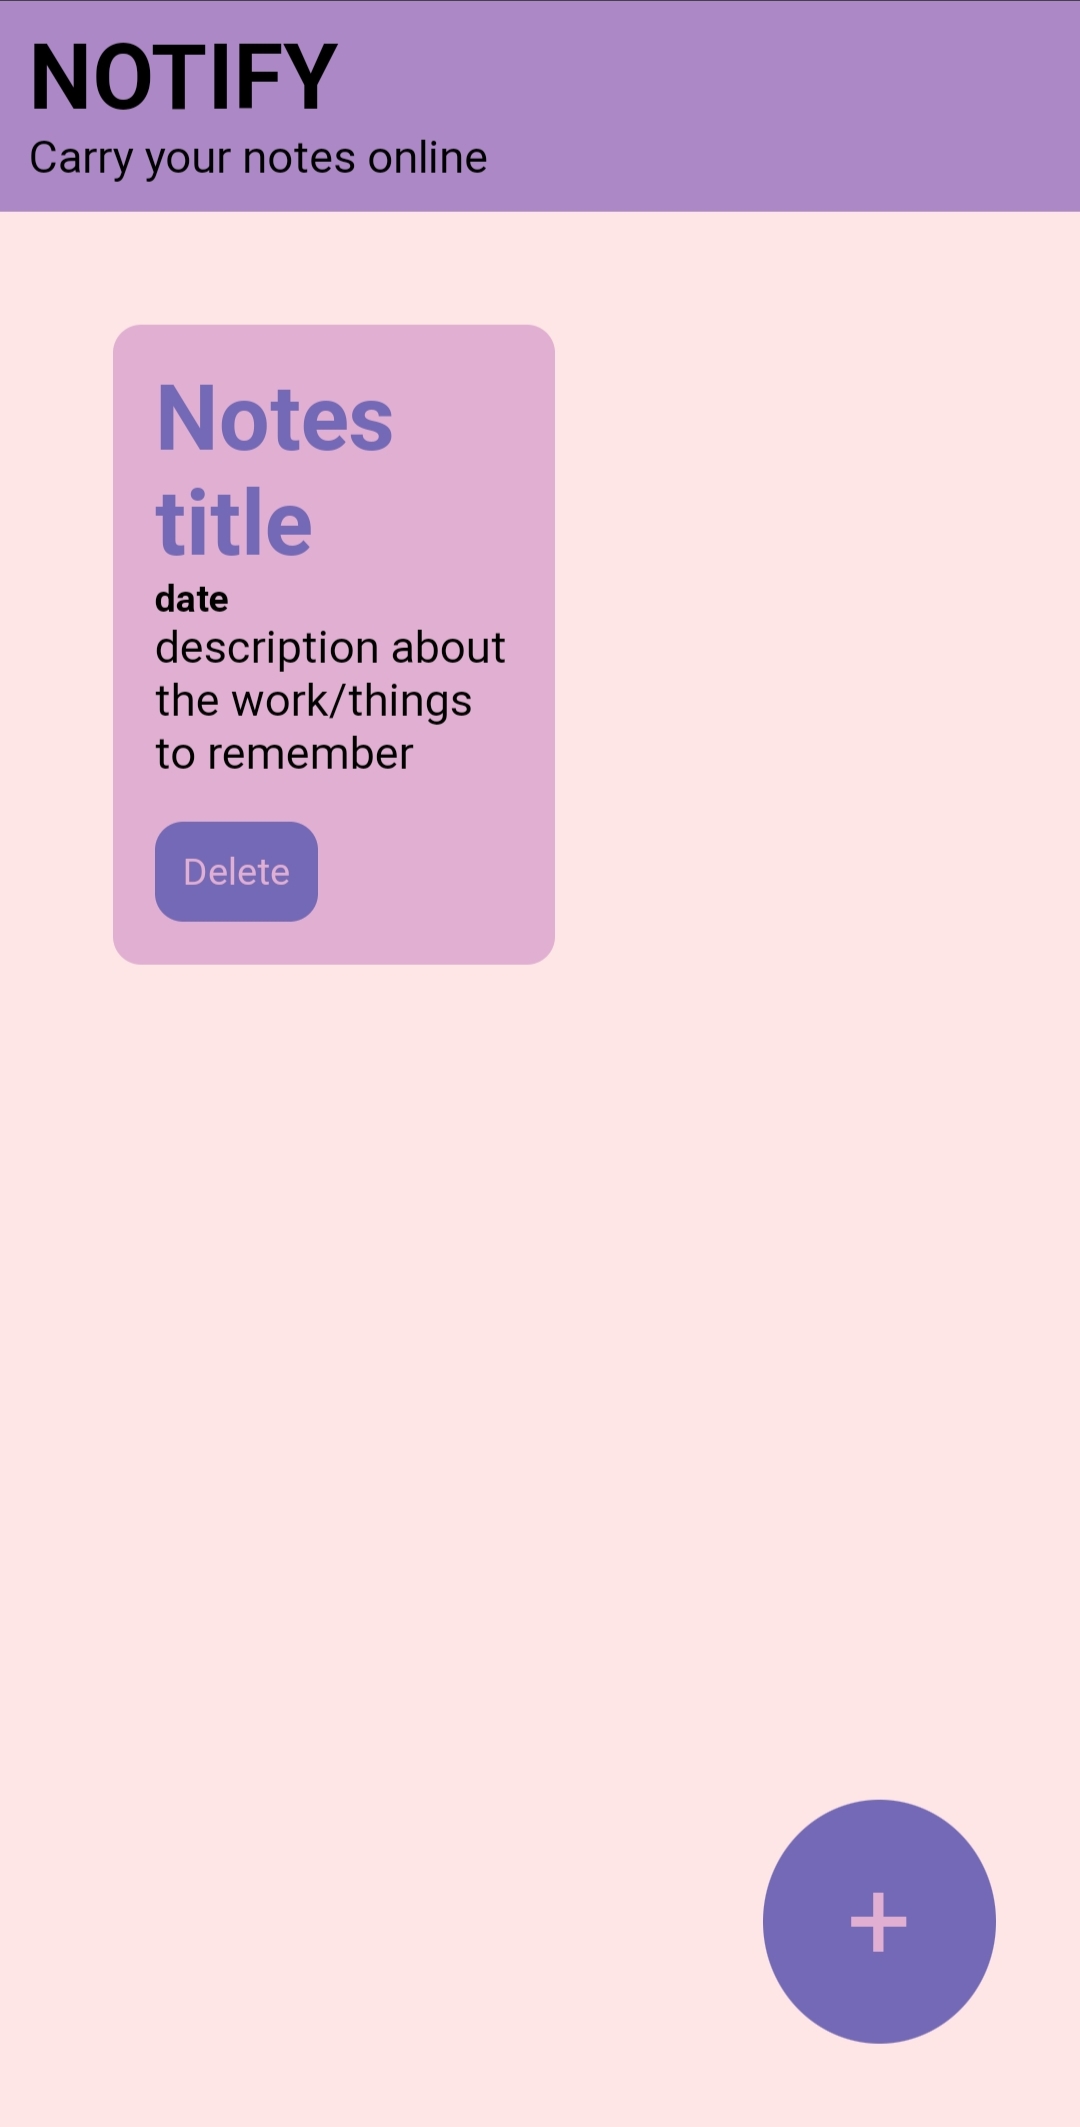 NOTIFY
Carry your notes online
Notes
title
date
description about
the work/things
to remember
Delete
+